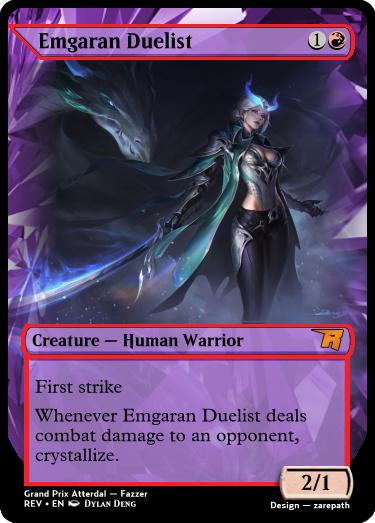 Emgaran Duelist 1
Creature — Human Warrior R
First strike
Whenever Emgaran Duelist deals
combat damage to an opponent,
crystallize.
2/1
Grand Prix Atterdal — Fazzer
REV • EN DYLAN DENG
Design — zarepath